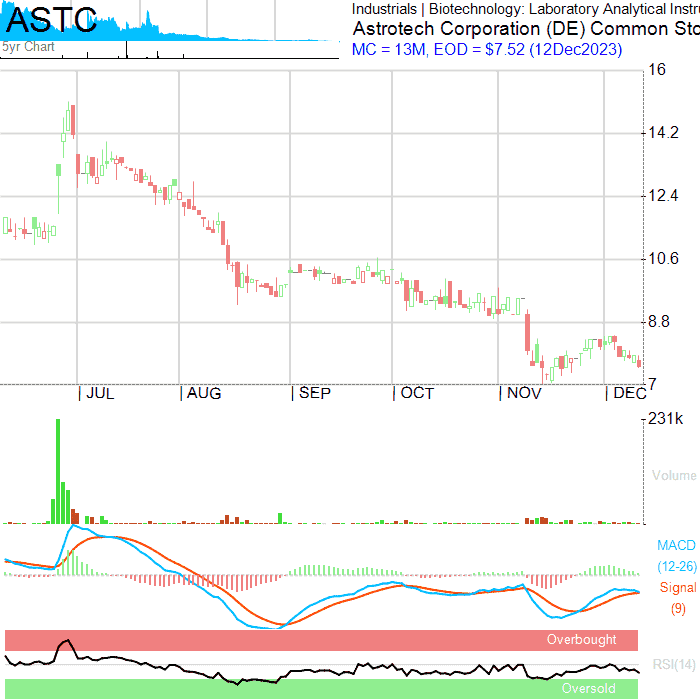 ASTC
5yr Chart
Industrials | Biotechnology: Laboratory Analytical Instru
Astrotech Corporation (DE) Common Sto
MC = 13M, EOD = $7.52 (12Dec2023)
16
14.2
12.4
10.6
8.8
7
JUL AUG SEP OCT NOV DEC
231k
Volume
MACD
(12-26)
Signal
(9)
Overbought
RSI(14)
Oversold